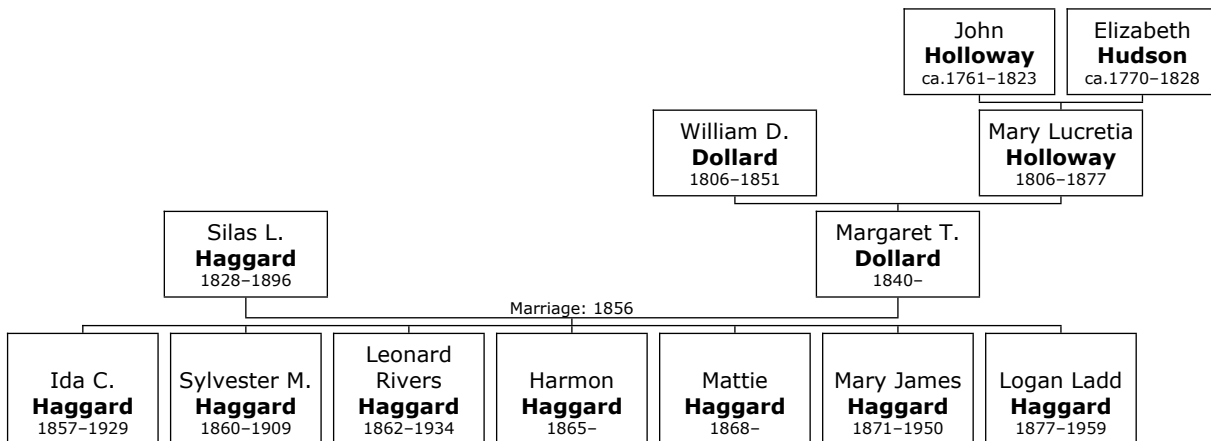 John
Holloway
ca.1761–1823
Elizabeth
Hudson
ca.1770–1828
William D.
Dollard
1806–1851
Mary Lucretia
Holloway
1806–1877
Silas L.
Haggard
1828–1896
Margaret T.
Dollard
1840–
Marriage: 1856
Ida C.
Haggard
1857–1929
Sylvester M.
Haggard
1860–1909
Leonard
Rivers
Haggard
1862–1934
Harmon
Haggard
1865–
Mattie
Haggard
1868–
Mary James
Haggard
1871–1950
Logan Ladd
Haggard
1877–1959